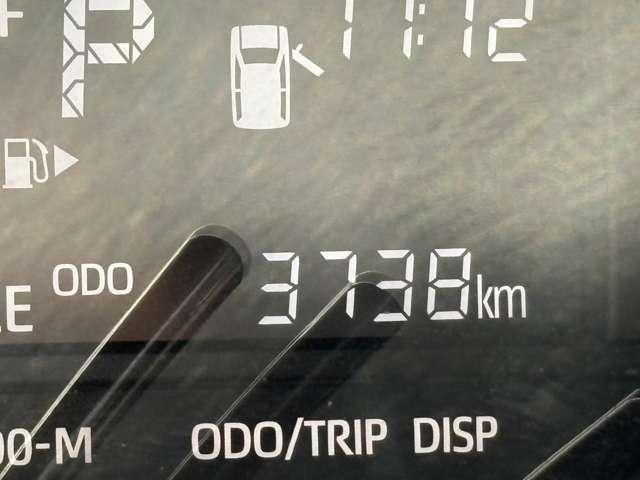 P
11:12
ODO 3738km
ODO/TRIP DISP